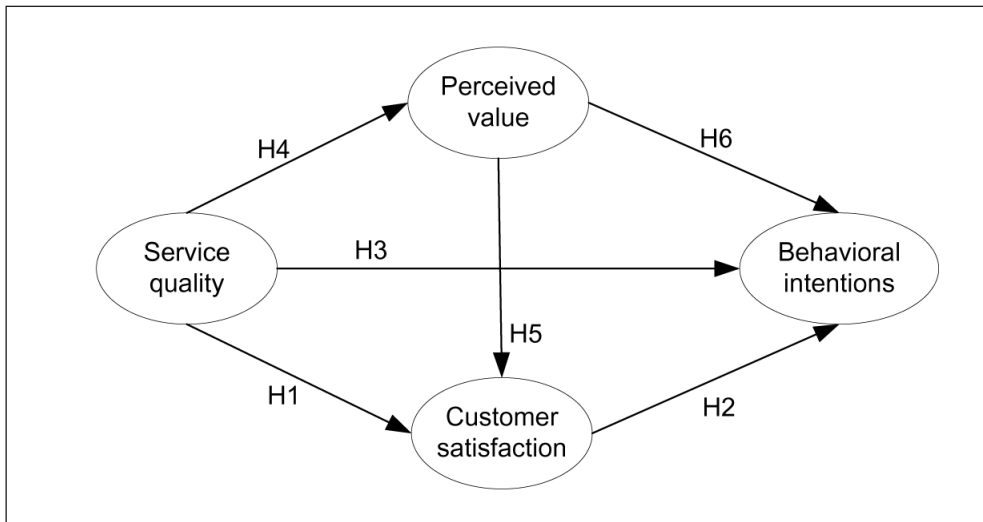 Perceived
value
H4
H6
Service
quality
H3
Behavioral
intentions
H5
H1
H2
Customer
satisfaction